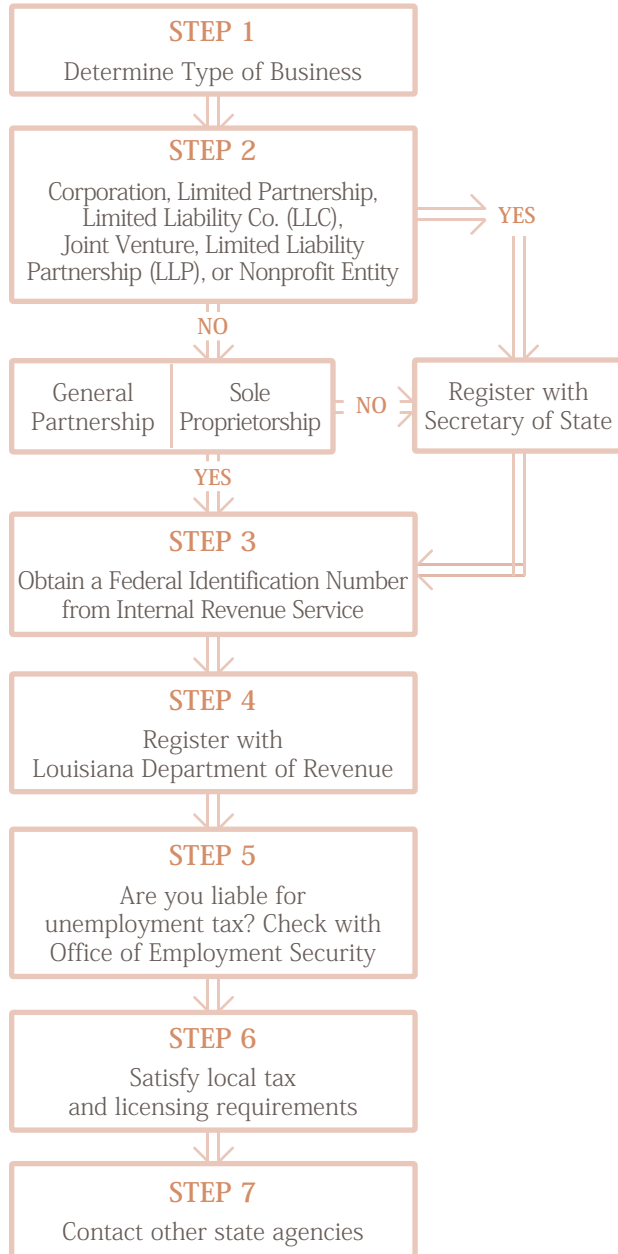 STEP 1
Determine Type of Business
STEP 2
Corporation, Limited Partnership,
Limited Liability Co. (LLC),
Joint Venture, Limited Liability
Partnership (LLP), or Nonprofit Entity
YES
NO
General
Partnership
Sole
Proprietorship
NO
Register with
Secretary of State
YES
STEP 3
Obtain a Federal Identification Number
from Internal Revenue Service
STEP 4
Register with
Louisiana Department of Revenue
STEP 5
Are you liable for
unemployment tax? Check with
Office of Employment Security
STEP 6
Satisfy local tax
and licensing requirements
STEP 7
Contact other state agencies